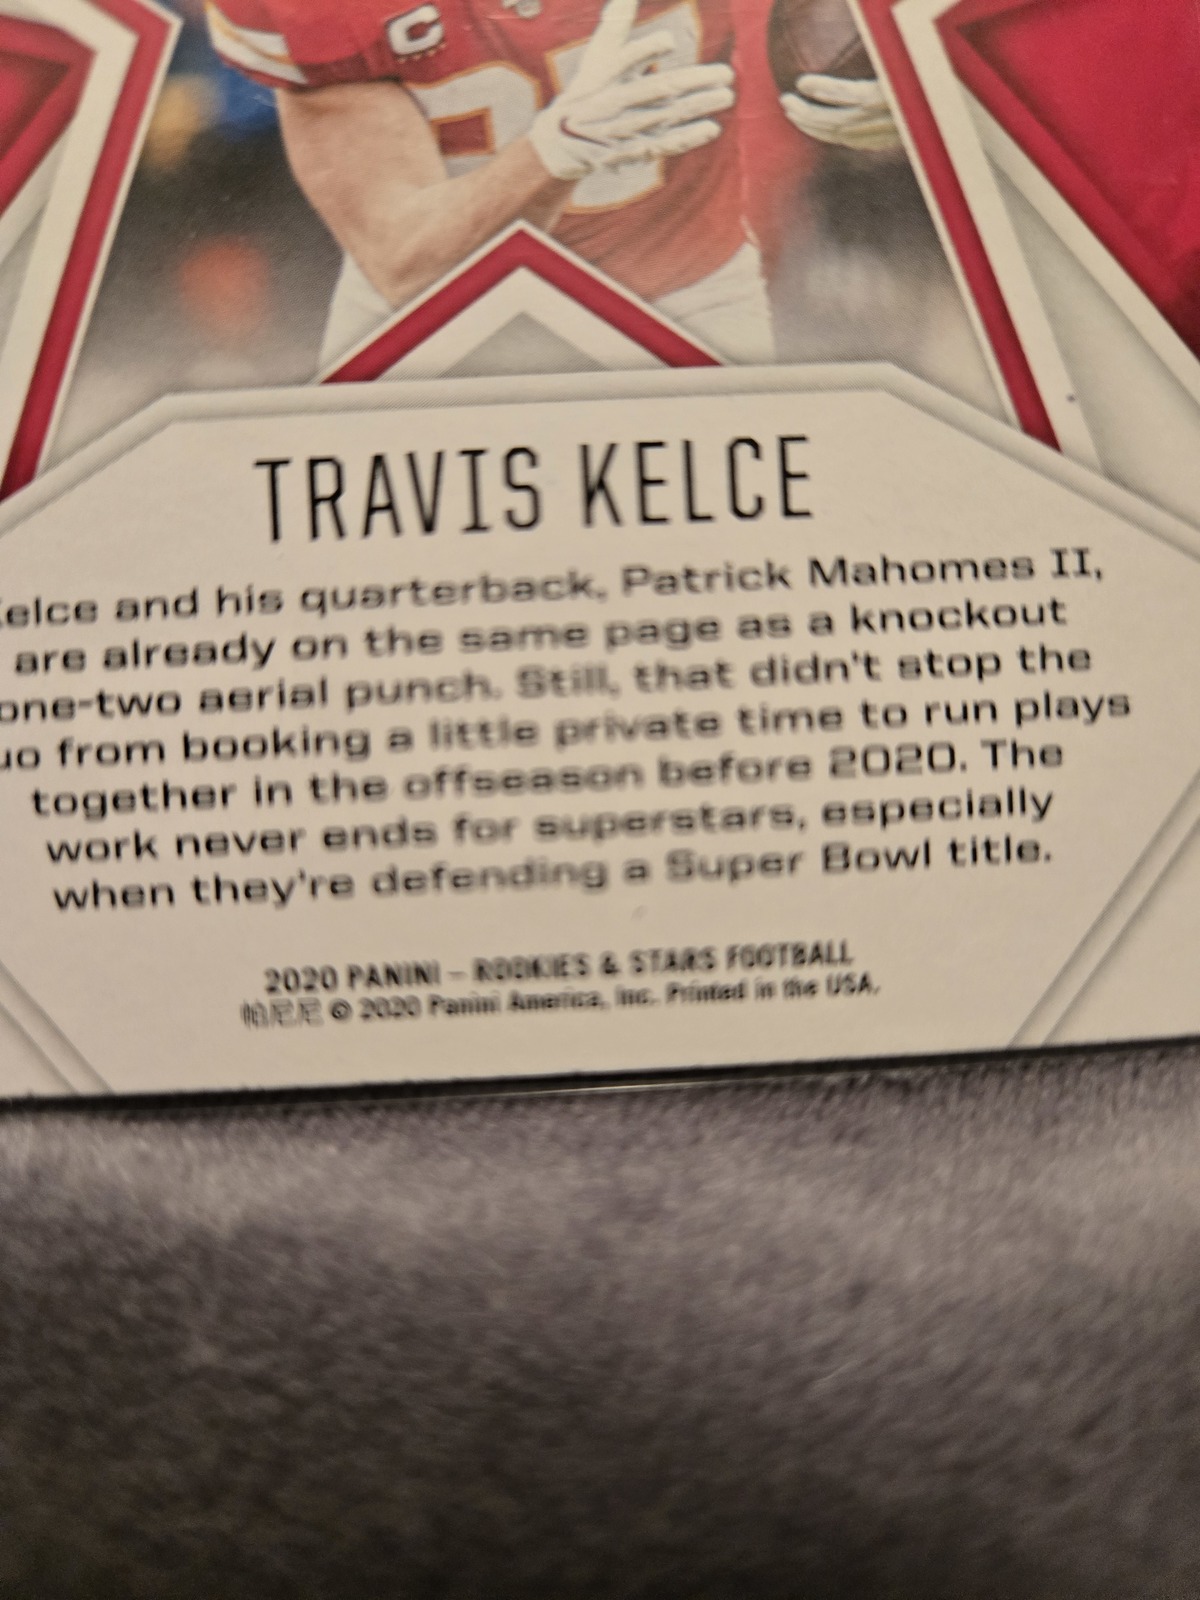 C
87
TRAVIS KELCE
Kelce and his quarterback, Patrick Mahomes II,
are already on the same page as a knockout
one-two aerial punch. Still, that didn't stop the
duo from booking a little private time to run plays
together in the offseason before 2020. The
work never ends for superstars, especially
when they're defending a Super Bowl title.
2020 PANINI – ROOKIES & STARS FOOTBALL
帕尼尼 © 2020 Panini America, Inc. Printed in the USA.